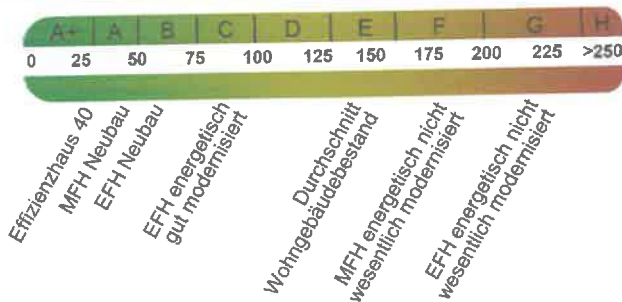 A+ A B C D E F G H
0 25 50 75 100 125 150 175 200 225 >250
Effizienzhaus 40
MFH Neubau
EFH Neubau
EFH energetisch
gut modernisiert
Durchschnitt
Wohngebäudebestand
MFH energetisch nicht
wesentlich modernisiert
EFH energetisch nicht
wesentlich modernisiert